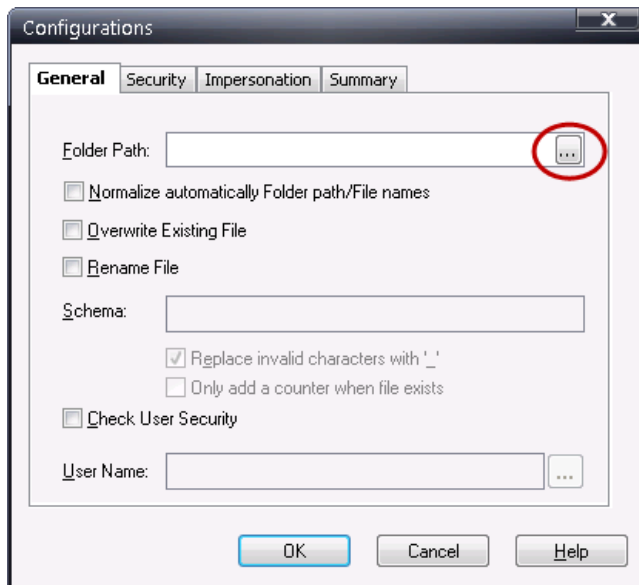 Configurations
X
General Security Impersonation Summary
Folder Path: ...
Normalize automatically Folder path/File names
Overwrite Existing File
Rename File
Schema:
Replace invalid characters with '_'
Only add a counter when file exists
Check User Security
User Name: ...
OK Cancel Help